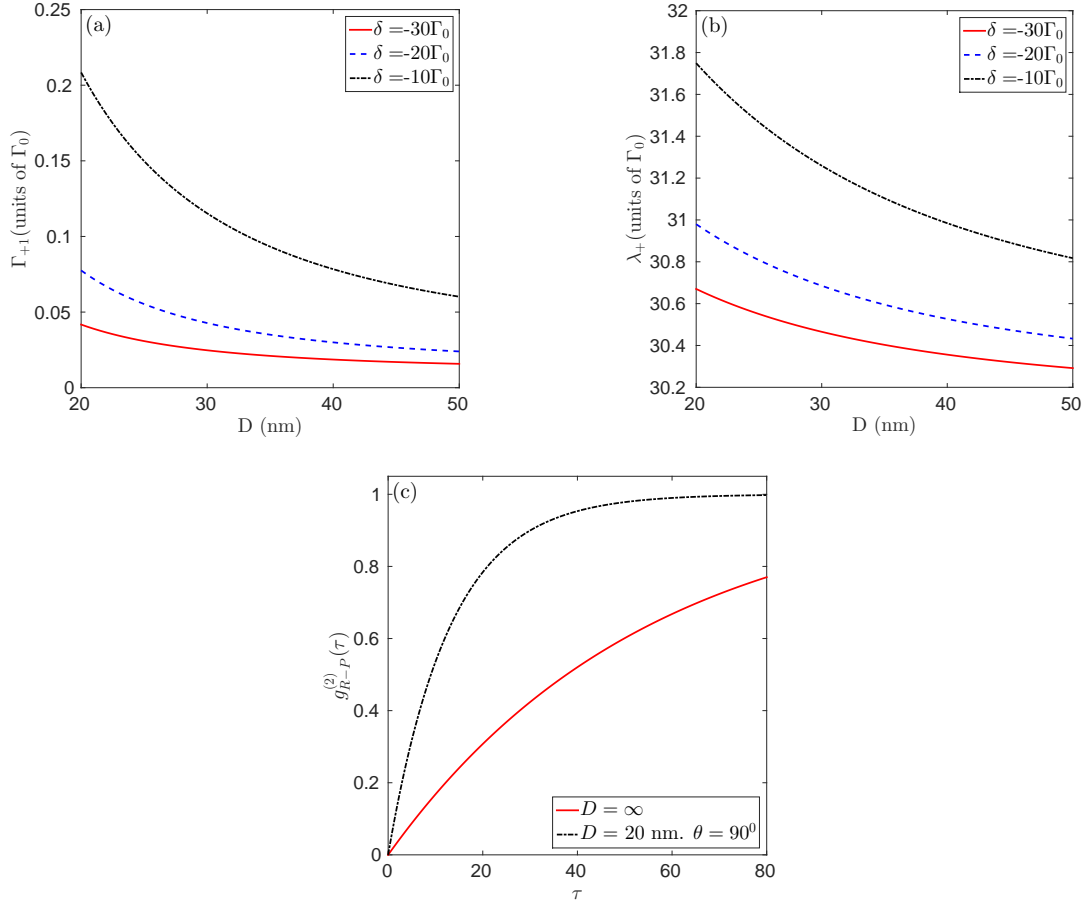 (a)
δ =-30Γ₀
δ =-20Γ₀
δ =-10Γ₀
0.2
0.15
0.1
0.05
0
Γ₊₁(units of Γ₀)
20 30 40 50
D (nm)
(b)
δ =-30Γ₀
δ =-20Γ₀
δ =-10Γ₀
32
31.8
31.6
31.4
31.2
31
30.8
30.6
30.4
30.2
λ₊(units of Γ₀)
20 30 40 50
D (nm)
(c)
1
0.8
0.6
0.4
0.2
0
g⁽²⁾R−P(τ)
D = ∞
D = 20 nm. θ = 90⁰
0 20 40 60 80
τ